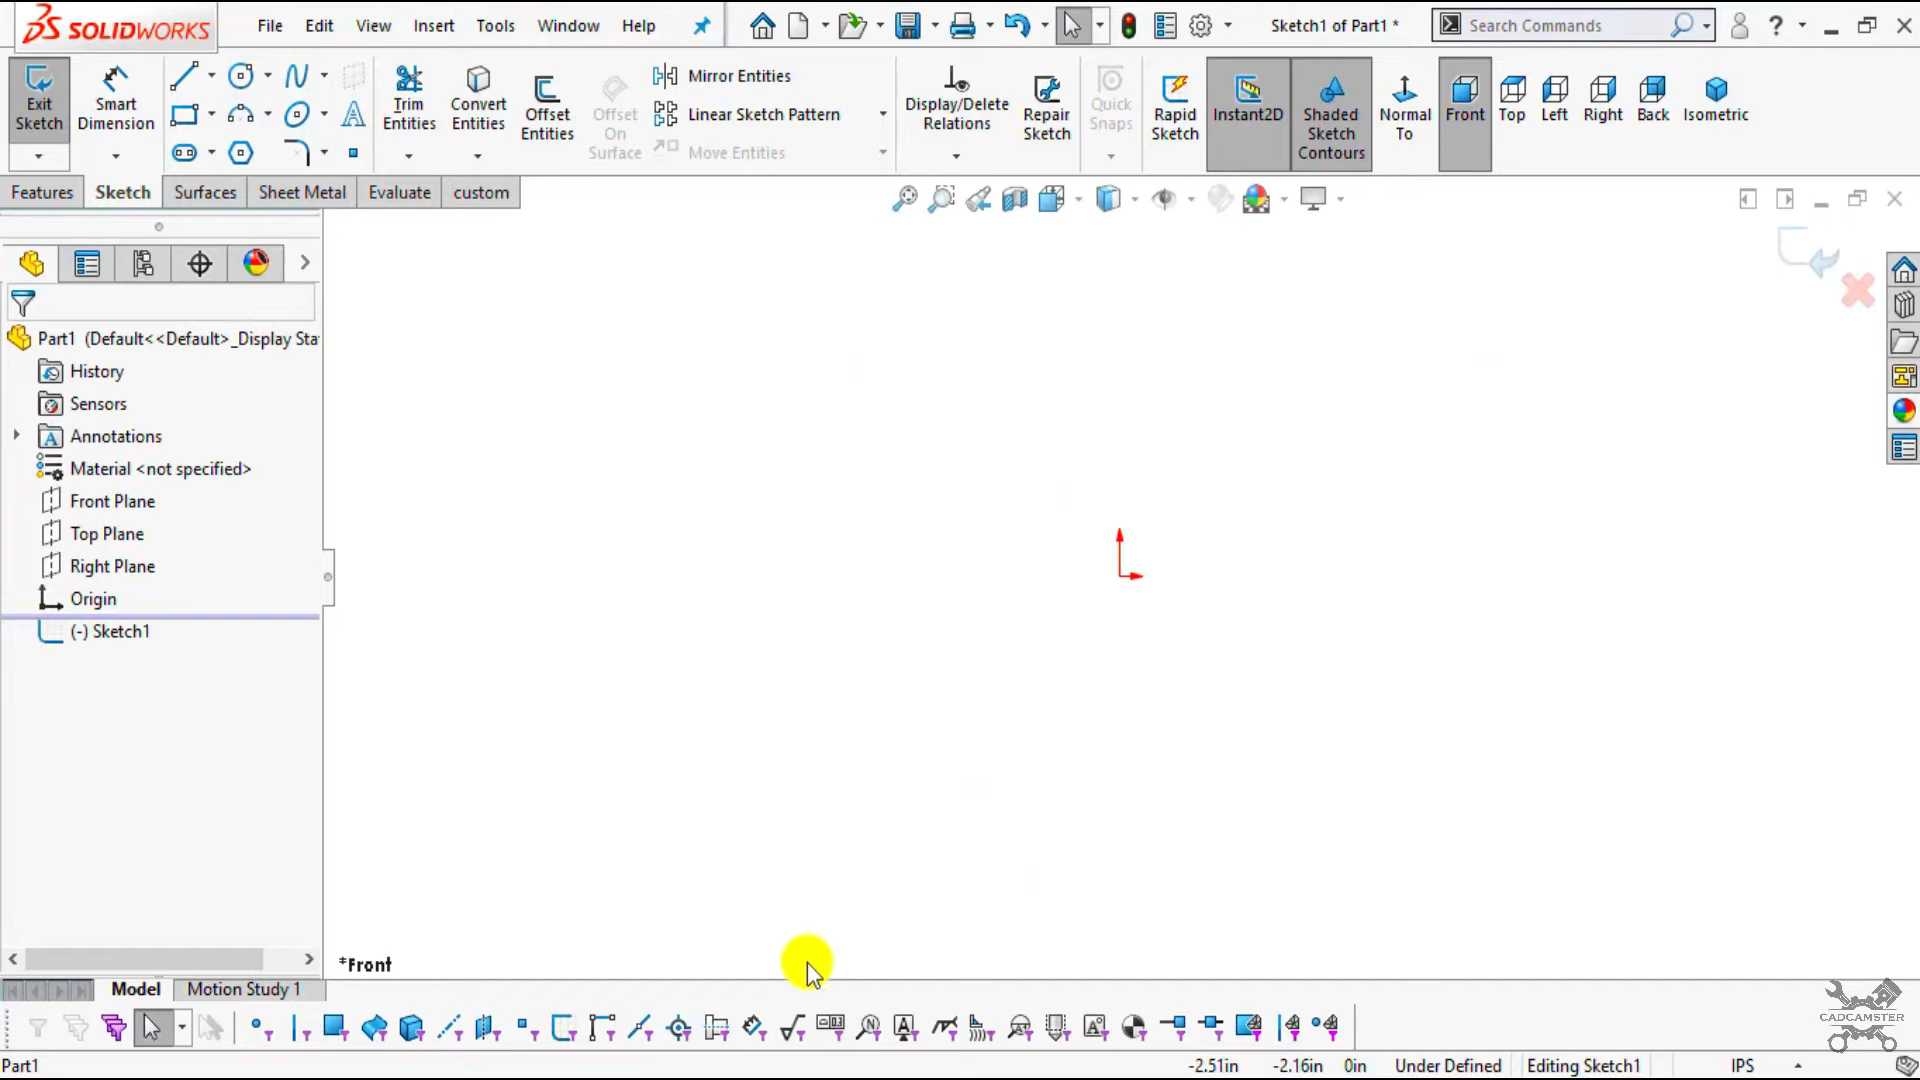 SOLIDWORKS File Edit View Insert Tools Window Help Sketch1 of Part1 * Search Commands ?
Exit Sketch
Smart Dimension
Trim Entities
Convert Entities
Offset Entities
Offset On Surface
Mirror Entities
Linear Sketch Pattern
Move Entities
Display/Delete Relations
Repair Sketch
Quick Snaps
Rapid Sketch
Instant2D
Shaded Sketch Contours
Normal To
Front
Top
Left
Right
Back
Isometric
Features Sketch Surfaces Sheet Metal Evaluate custom
Part1 (Default<<Default>_Display Sta
History
Sensors
Annotations
Material <not specified>
Front Plane
Top Plane
Right Plane
Origin
(-) Sketch1
*Front
Model Motion Study 1
CADCAMSTER
Part1 -2.51in -2.16in 0in Under Defined Editing Sketch1 IPS